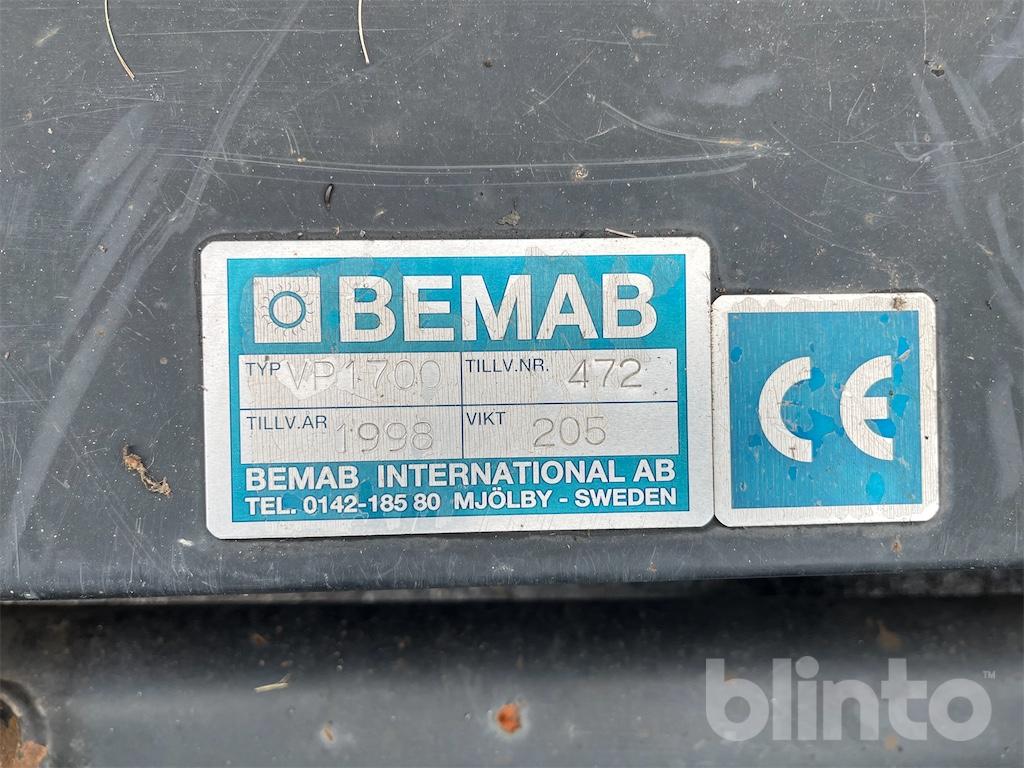 BEMAB
TYP VP1700 TILLV.NR. 472
TILLV.ÅR 1998 VIKT 205
BEMAB INTERNATIONAL AB
TEL. 0142-185 80 MJÖLBY - SWEDEN
CE
blinto™